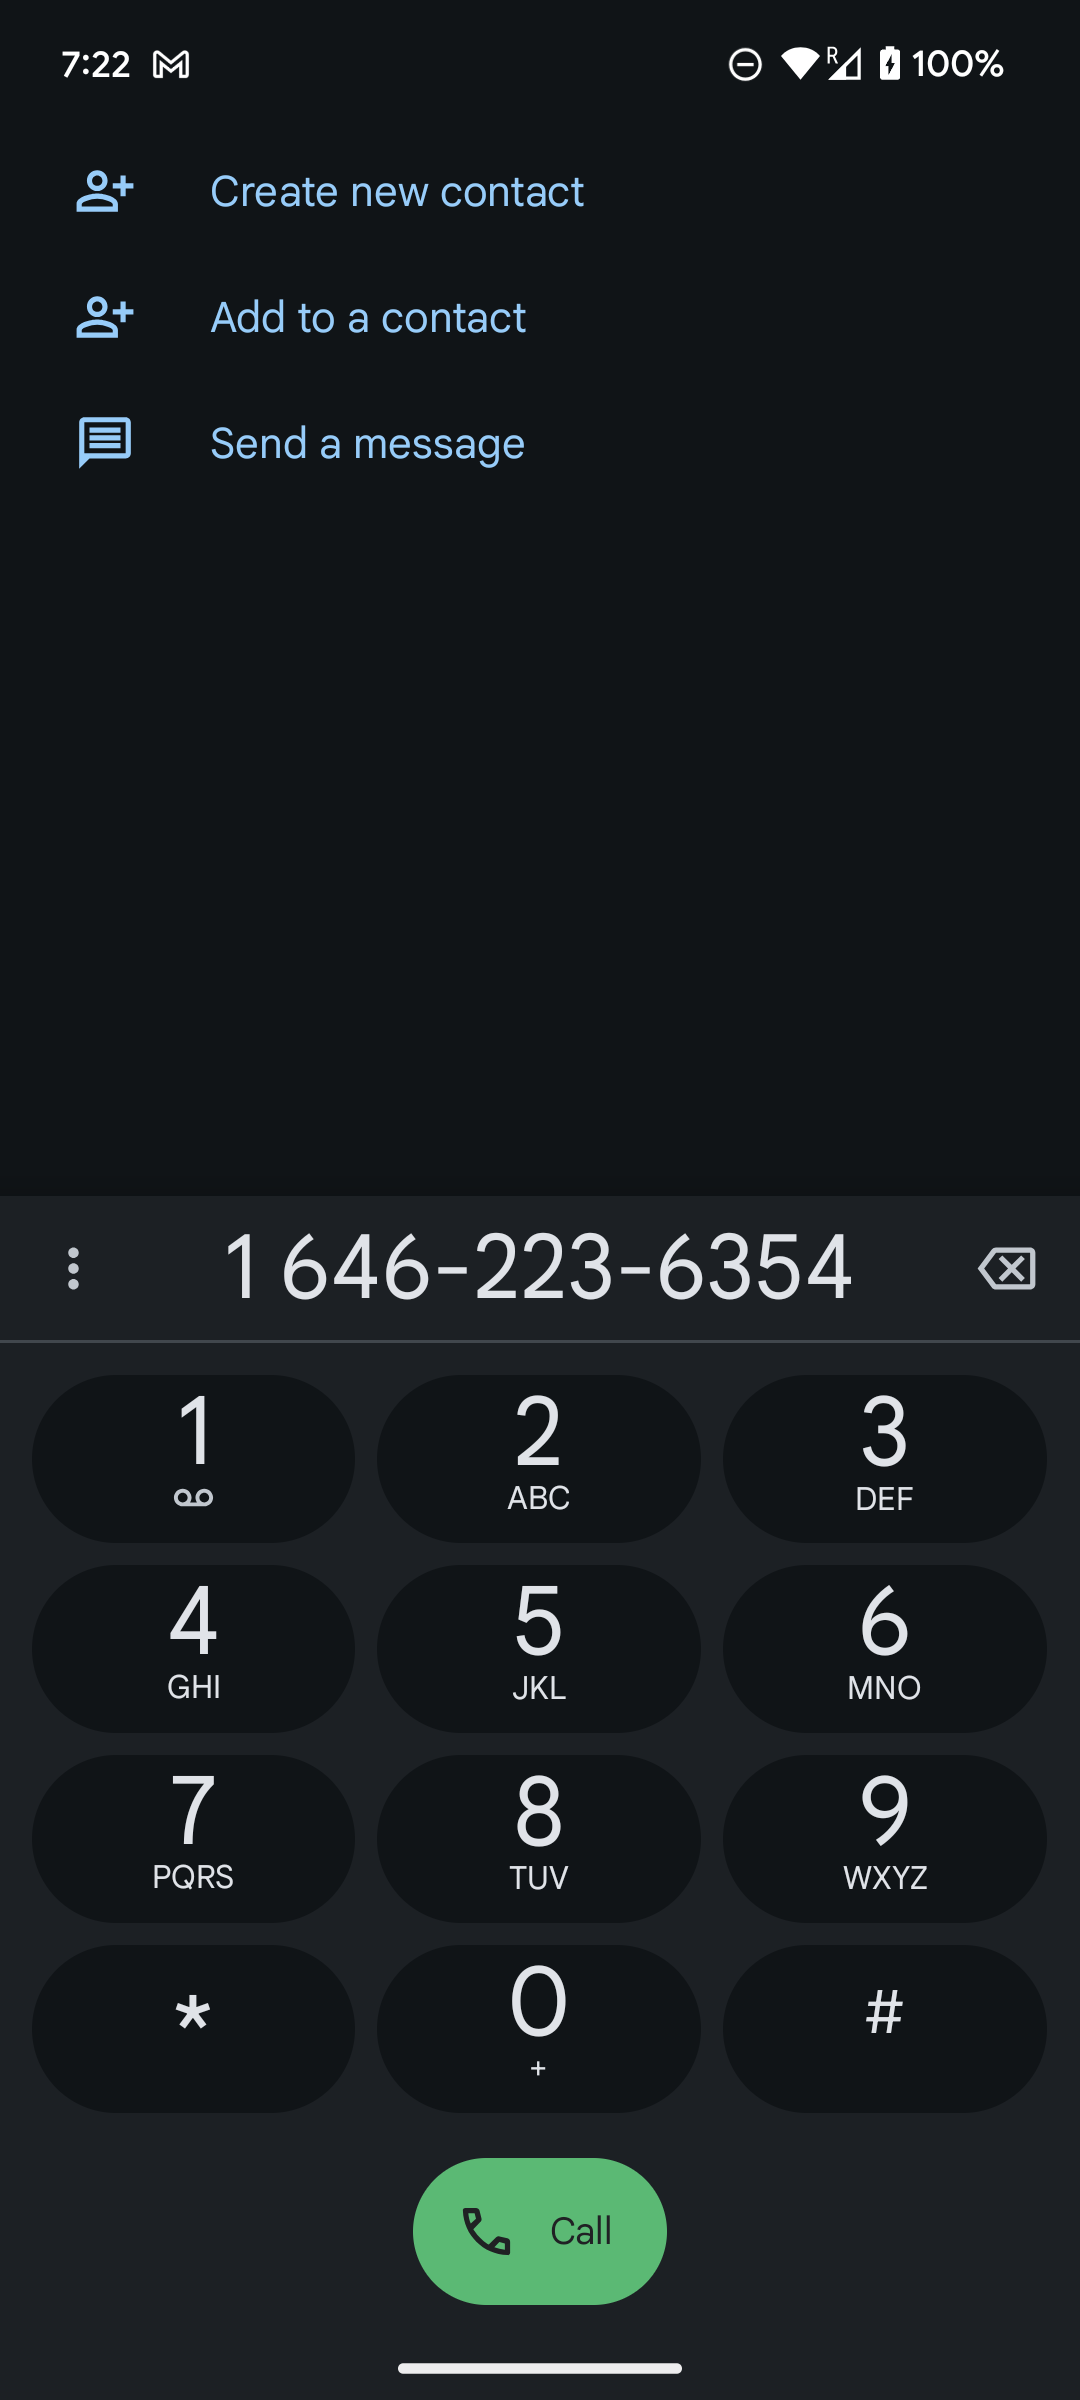 7:22 R 100%
Create new contact
Add to a contact
Send a message
1 646-223-6354
1 2 3
ABC DEF
4 5 6
GHI JKL MNO
7 8 9
PQRS TUV WXYZ
* 0 #
+
Call